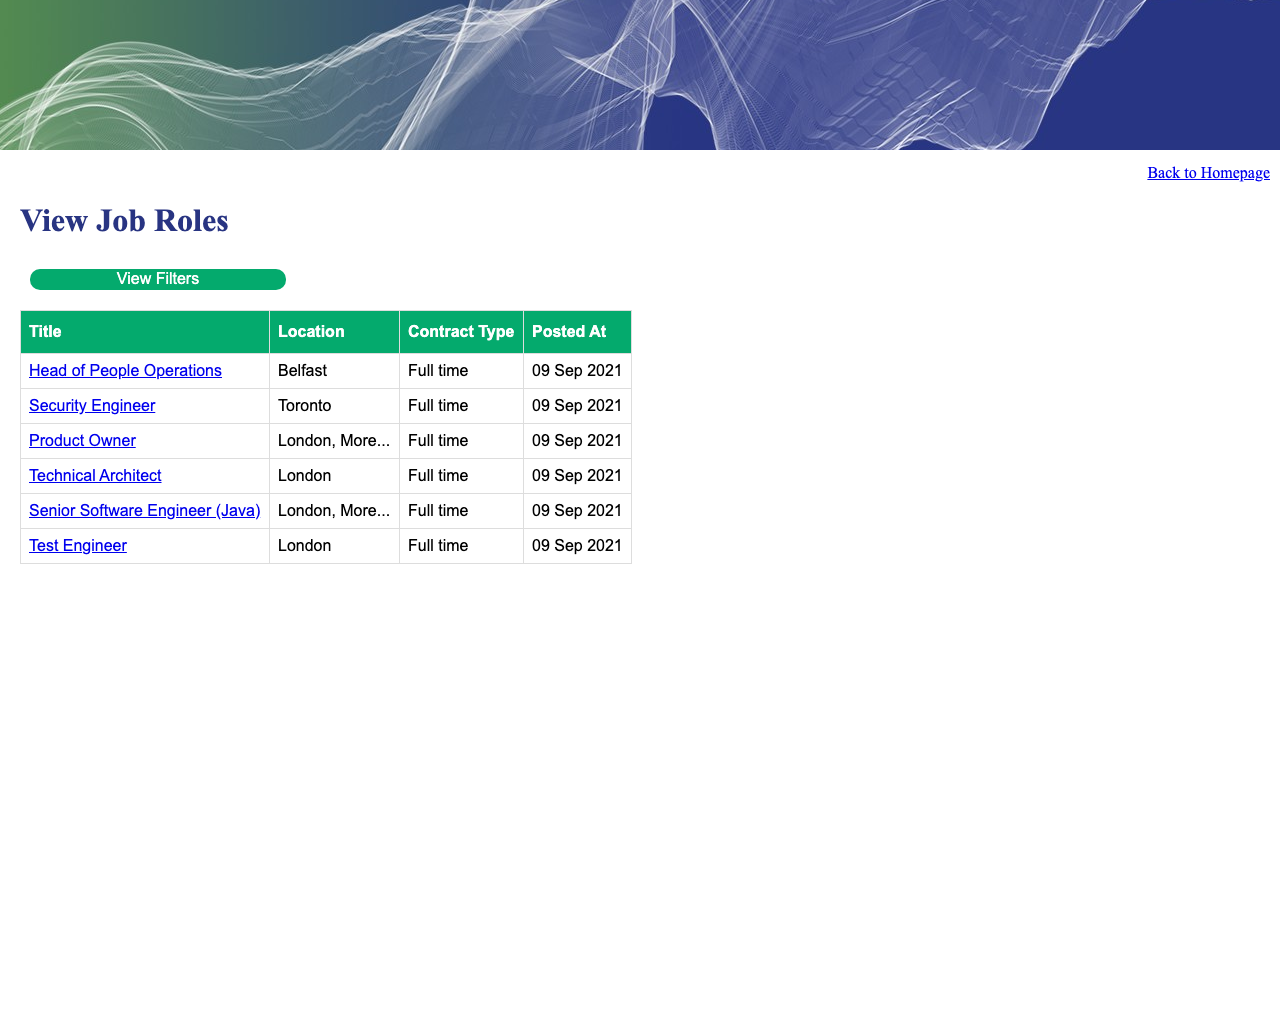 Back to Homepage
View Job Roles
View Filters
Title Location Contract Type Posted At
Head of People Operations Belfast Full time 09 Sep 2021
Security Engineer Toronto Full time 09 Sep 2021
Product Owner London, More... Full time 09 Sep 2021
Technical Architect London Full time 09 Sep 2021
Senior Software Engineer (Java) London, More... Full time 09 Sep 2021
Test Engineer London Full time 09 Sep 2021